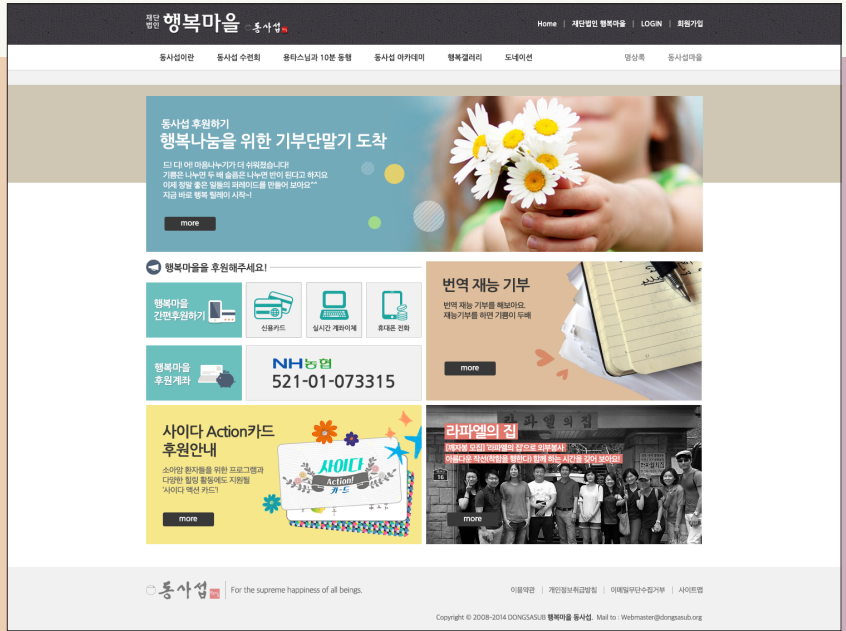 재단
법인 행복마을 동사섭
Home | 재단법인 행복마을 | LOGIN | 회원가입
동사섭이란 동사섭 수련회 용타스님과 10분 동행 동사섭 아카데미 행복갤러리 도네이션 명상록 동사섭마을
동사섭 후원하기
행복나눔을 위한 기부단말기 도착
드! 디! 어! 마음나누기가 더 쉬워졌습니다!
기쁨은 나누면 두 배 슬픔은 나누면 반이 된다고 하지요
이제 정말 좋은 일들의 퍼레이드를 만들어 보아요^^
지금 바로 행복 릴레이 시작~!
more
행복마을을 후원해주세요!
행복마을
간편후원하기
신용카드
실시간 계좌이체
휴대폰 전화
행복마을
후원계좌
NH농협
521-01-073315
번역 재능 기부
번역 재능 기부를 해보아요.
재능기부를 하면 기쁨이 두배
more
사이다 Action카드
후원안내
소아암 환자들을 위한 프로그램과
다양한 힐링 활동에도 지원될
'사이다 액션 카드'!
more
사이다
Action!
카드
라파엘의 집
라파엘의 집
[깨자봉 모집] '라파엘의 집'으로 외부봉사
아름다운 작선(착함을 행한다) 함께 하는 시간을 갖어 보아요!
16
more
동사섭 For the supreme happiness of all beings.
이용약관 | 개인정보취급방침 | 이메일무단수집거부 | 사이트맵
Copyright © 2008-2014 DONGSASUB 행복마을 동사섭. Mail to : Webmaster@dongsasub.org